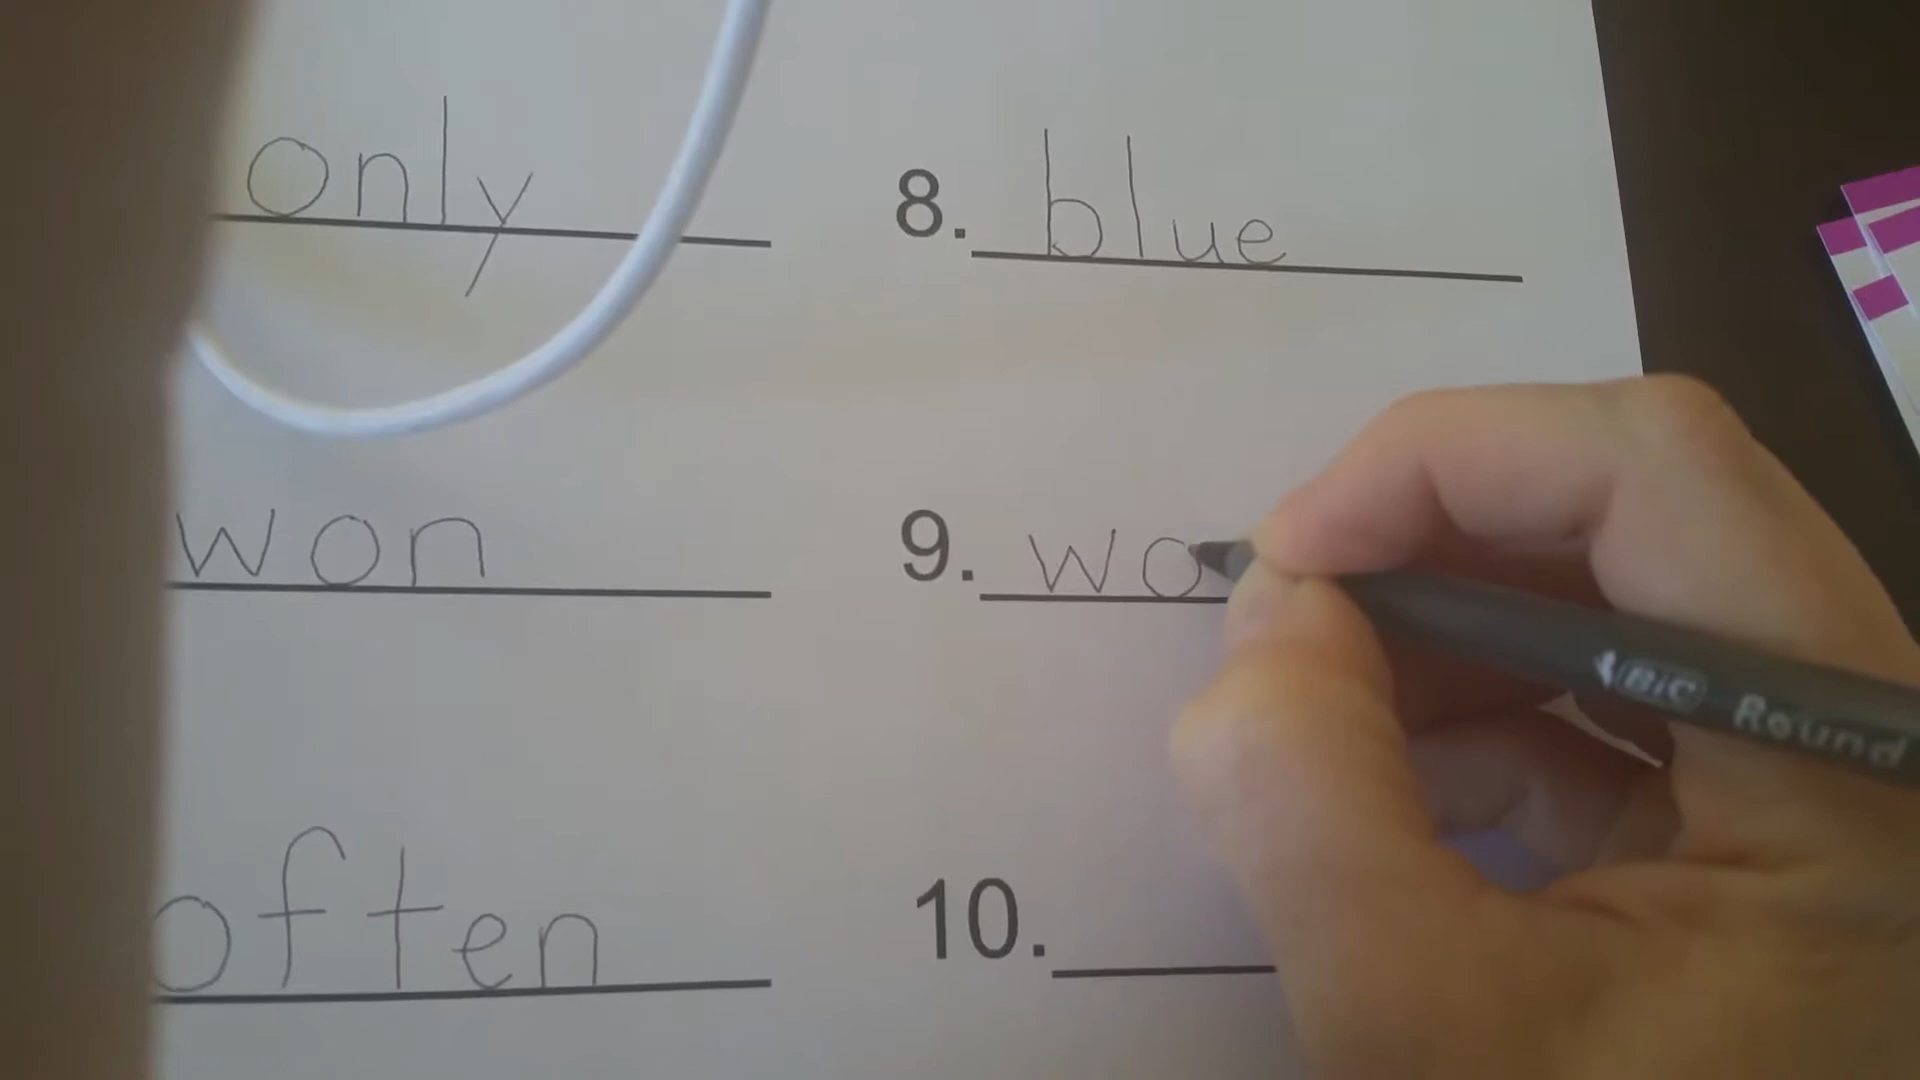 only
won
often
8. blue
9. wo
10.
BiC Round